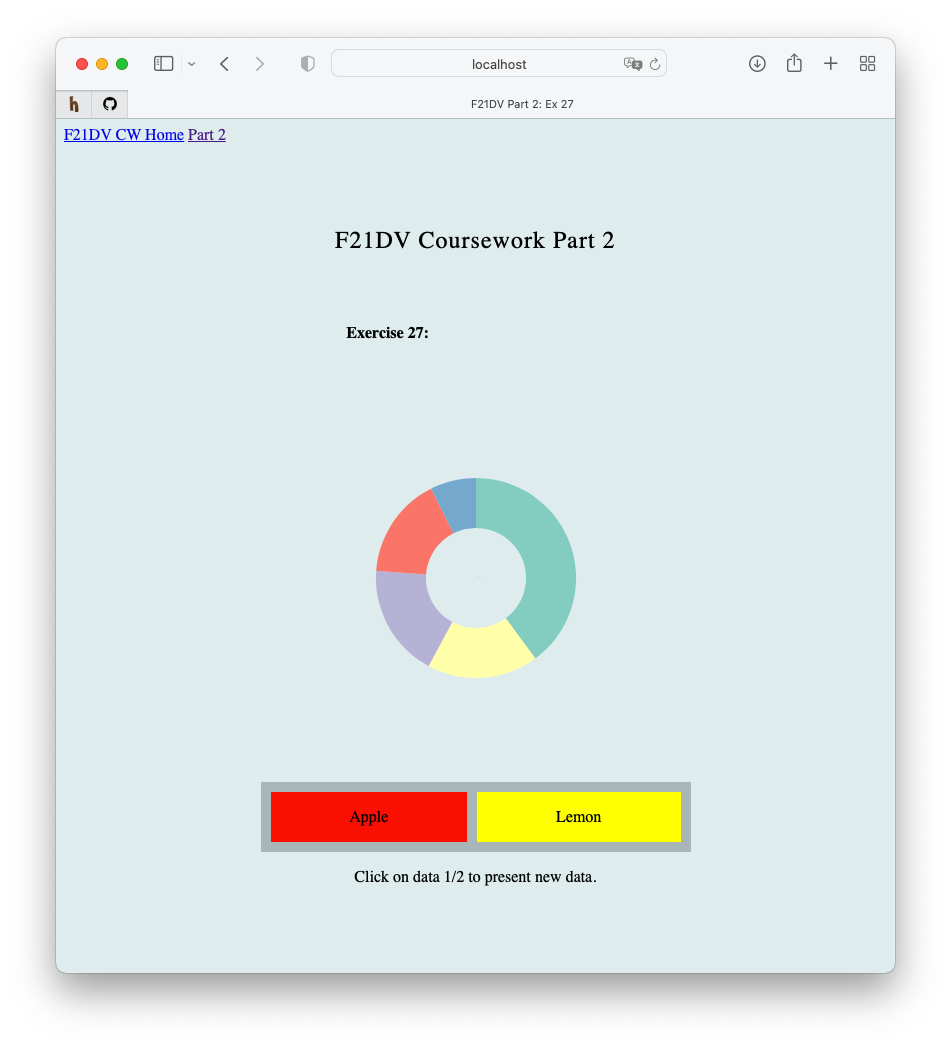 localhost
F21DV Part 2: Ex 27
F21DV CW Home Part 2
F21DV Coursework Part 2
Exercise 27:
Apple Lemon
Click on data 1/2 to present new data.